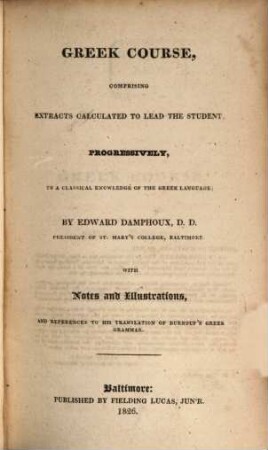 GREEK COURSE,
COMPRISING
EXTRACTS CALCULATED TO LEAD THE STUDENT,
PROGRESSIVELY,
TO A CLASSICAL KNOWLEDGE OF THE GREEK LANGUAGE;
BY EDWARD DAMPHOUX, D. D.
PRESIDENT OF ST. MARY'S COLLEGE, BALTIMORE.
WITH
Notes and Illustrations,
AND REFERENCES TO HIS TRANSLATION OF BURNOUF'S GREEK
GRAMMAR.
Baltimore:
PUBLISHED BY FIELDING LUCAS, JUN'R.
1826.